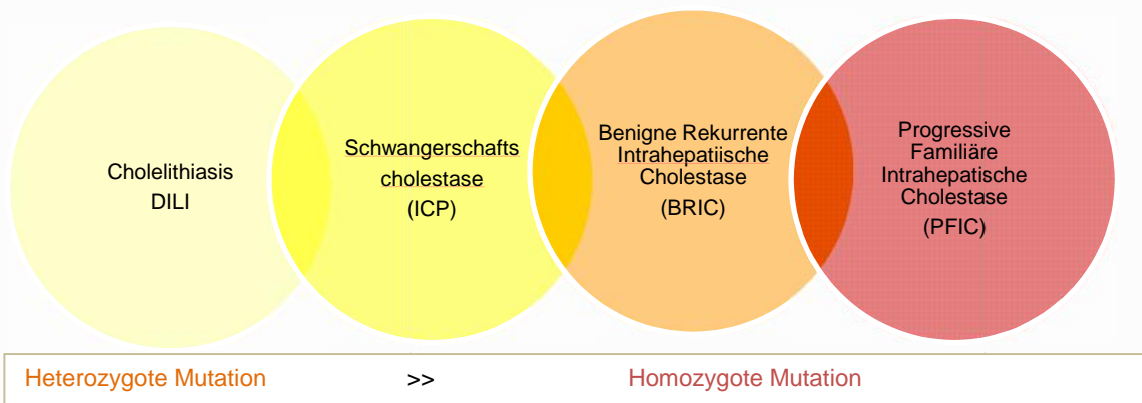 Cholelithiasis
DILI
Schwangerschafts
cholestase
(ICP)
Benigne Rekurrente
Intrahepatiische
Cholestase
(BRIC)
Progressive
Familiäre
Intrahepatische
Cholestase
(PFIC)
Heterozygote Mutation >> Homozygote Mutation